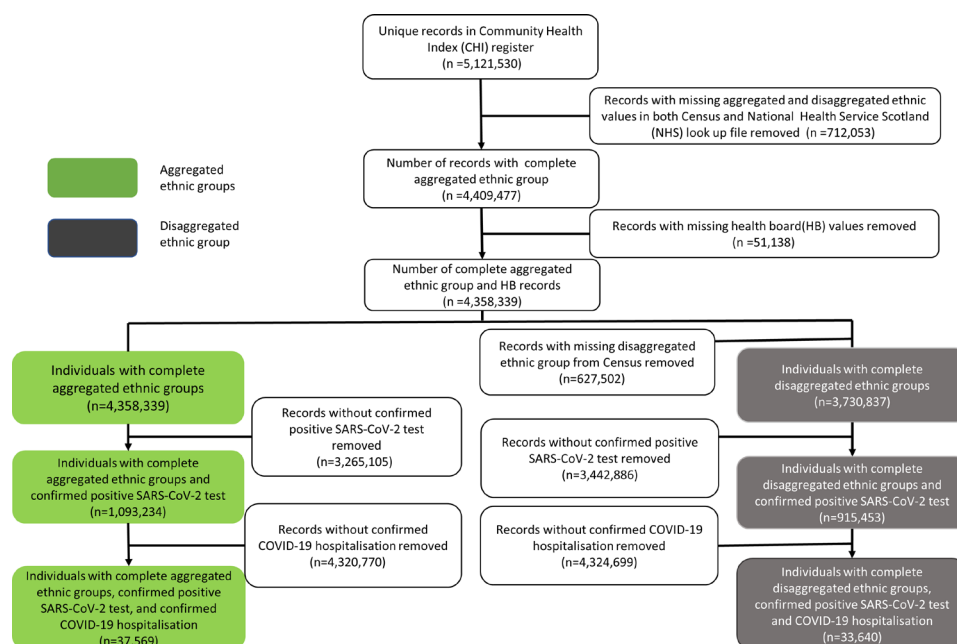 Unique records in Community Health
Index (CHI) register
(n =5,121,530)
Records with missing aggregated and disaggregated ethnic
values in both Census and National Health Service Scotland
(NHS) look up file removed (n =712,053)
Aggregated
ethnic groups
Number of records with complete
aggregated ethnic group
(n =4,409,477)
Disaggregated
ethnic group
Records with missing health board(HB) values removed
(n =51,138)
Number of complete aggregated
ethnic group and HB records
(n =4,358,339)
Individuals with complete
aggregated ethnic groups
(n=4,358,339)
Records with missing disaggregated
ethnic group from Census removed
(n=627,502)
Individuals with complete
disaggregated ethnic groups
(n=3,730,837)
Records without confirmed
positive SARS-CoV-2 test
removed
(n=3,265,105)
Records without confirmed positive
SARS-CoV-2 test removed
(n=3,442,886)
Individuals with complete
aggregated ethnic groups and
confirmed positive SARS-CoV-2 test
(n=1,093,234)
Individuals with complete
disaggregated ethnic groups and
confirmed positive SARS-CoV-2 test
(n=915,453)
Records without confirmed
COVID-19 hospitalisation removed
(n=4,320,770)
Records without confirmed COVID-19
hospitalisation removed
(n=4,324,699)
Individuals with complete aggregated
ethnic groups, confirmed positive
SARS-CoV-2 test, and confirmed
COVID-19 hospitalisation
(n=37,569)
Individuals with complete
disaggregated ethnic groups,
confirmed positive SARS-CoV-2 test
and COVID-19 hospitalisation
(n=33,640)